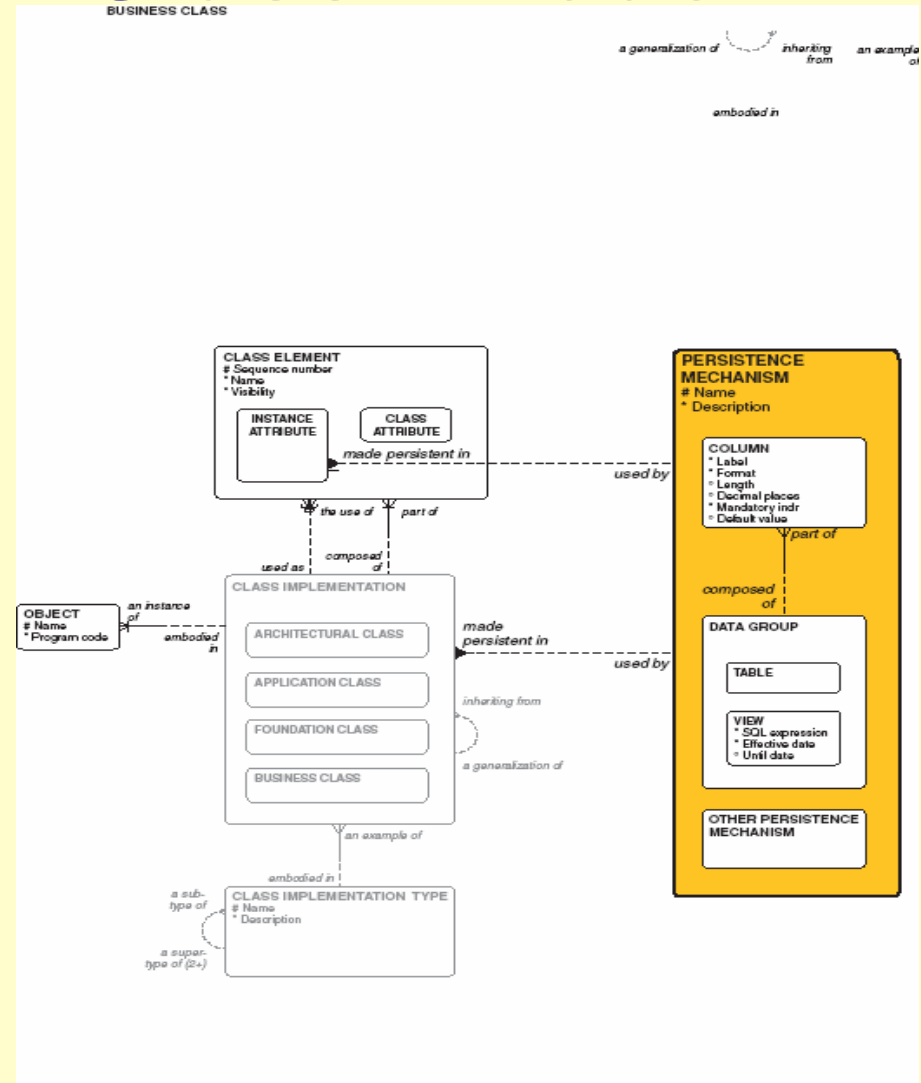 BUSINESS CLASS
a generalization of
inheriting
from
an example
of
embodied in
CLASS ELEMENT
# Sequence number
* Name
* Visibility
INSTANCE
ATTRIBUTE
CLASS
ATTRIBUTE
made persistent in
used by
the use of
part of
used as
composed
of
PERSISTENCE
MECHANISM
# Name
* Description
COLUMN
* Label
* Format
° Length
° Decimal places
* Mandatory indr
° Default value
part of
composed
of
DATA GROUP
TABLE
VIEW
* SQL expression
* Effective date
° Until date
OTHER PERSISTENCE
MECHANISM
OBJECT
# Name
* Program code
an instance
of
embodied
in
CLASS IMPLEMENTATION
ARCHITECTURAL CLASS
APPLICATION CLASS
FOUNDATION CLASS
BUSINESS CLASS
made
persistent in
used by
inheriting from
a generalization of
an example of
embodied in
CLASS IMPLEMENTATION TYPE
# Name
* Description
a sub-
type of
a super-
type of (2+)